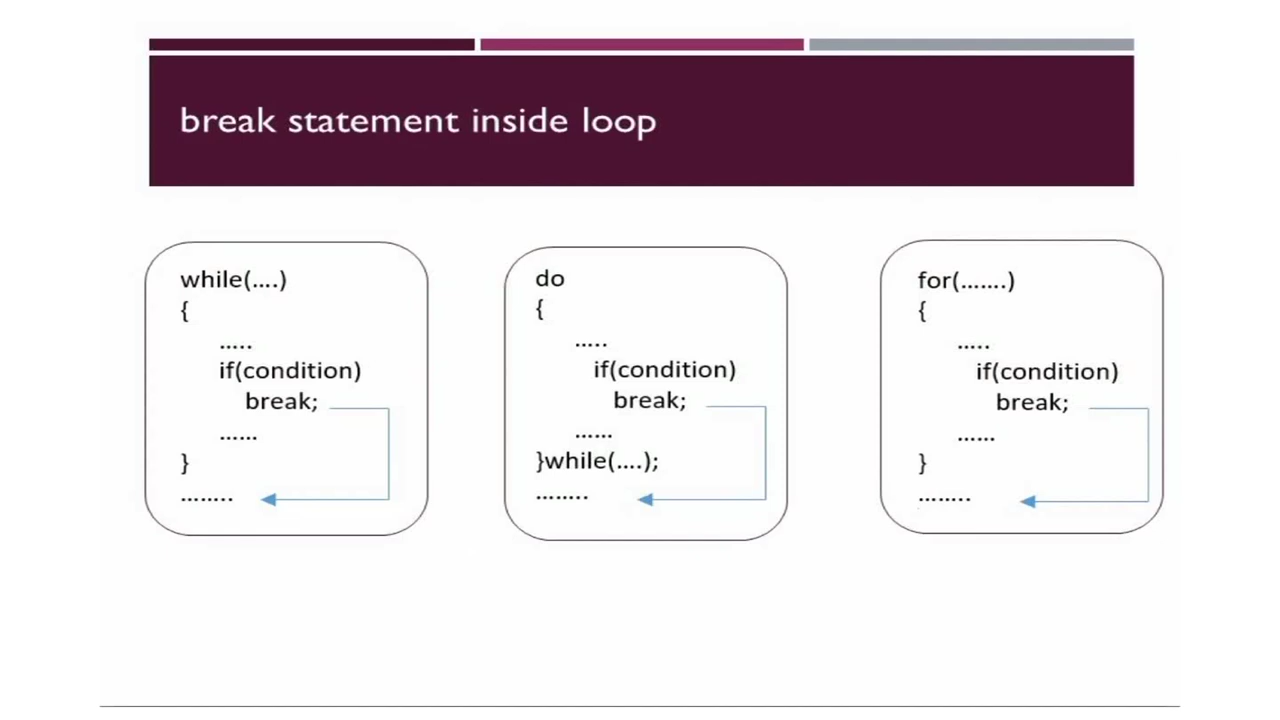 break statement inside loop
while(....)
{
.....
if(condition)
break;
......
}
........
do
{
.....
if(condition)
break;
......
}while(....);
........
for(.......)
{
.....
if(condition)
break;
......
}
........